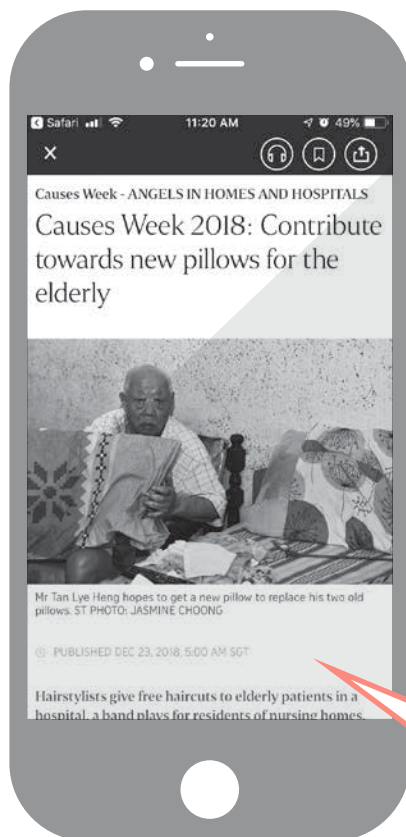 Safari 11:20 AM 49%
Causes Week - ANGELS IN HOMES AND HOSPITALS
Causes Week 2018: Contribute
towards new pillows for the
elderly
Mr Tan Lye Heng hopes to get a new pillow to replace his two old
pillows. ST PHOTO: JASMINE CHOONG
PUBLISHED DEC 23, 2018, 5:00 AM SGT
Hairstylists give free haircuts to elderly patients in a
hospital, a band plays for residents of nursing homes,